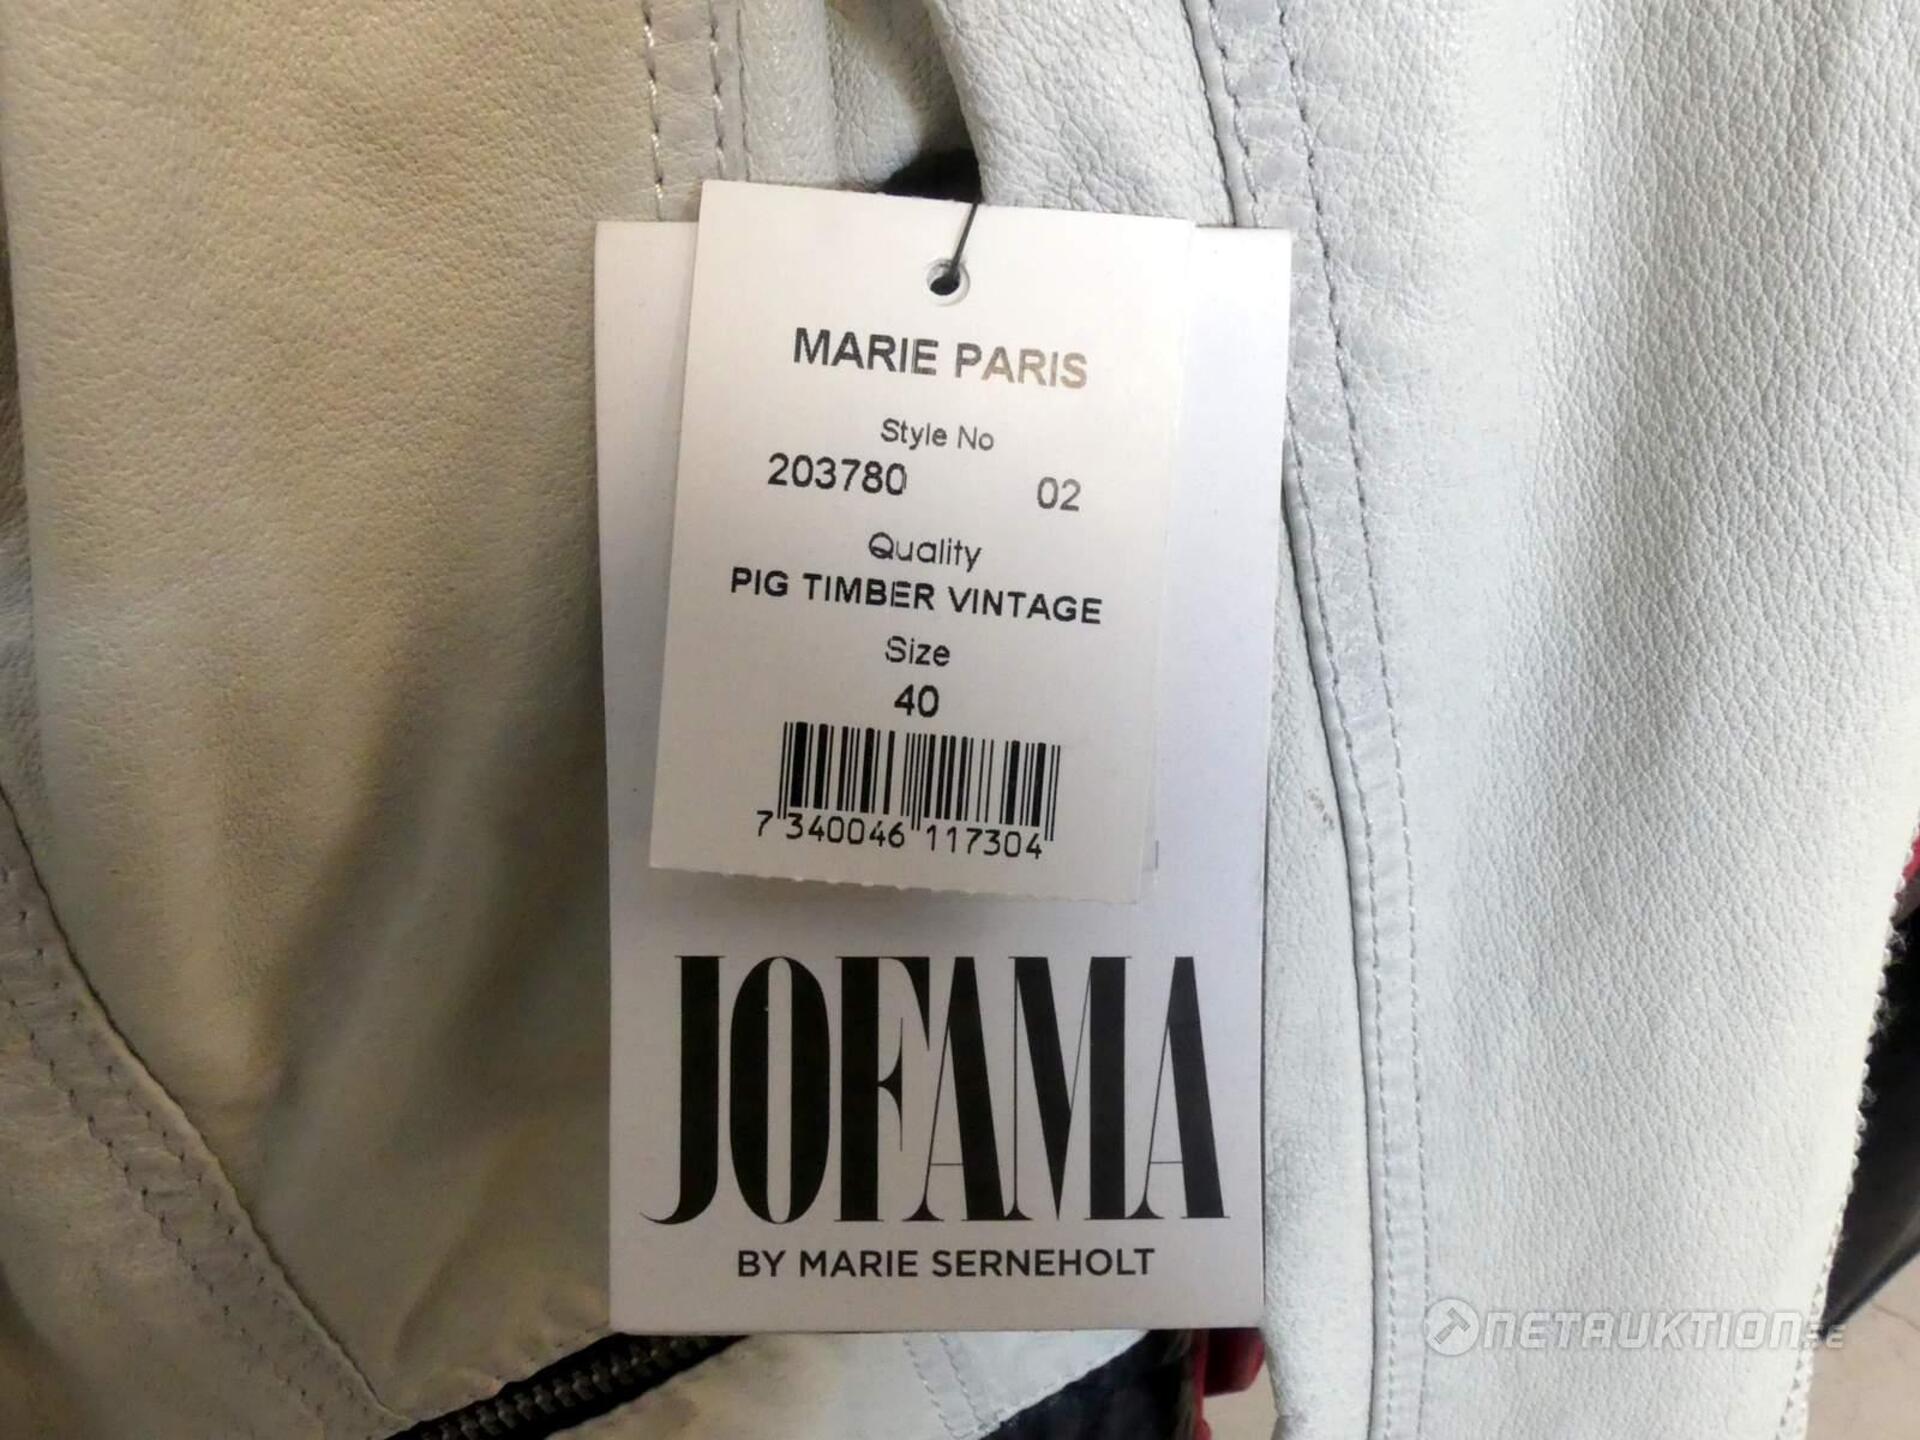 MARIE PARIS
Style No
203780 02
Quality
PIG TIMBER VINTAGE
Size
40
7 340046 117304
JOFAMA
BY MARIE SERNEHOLT
NETAUKTION.SE